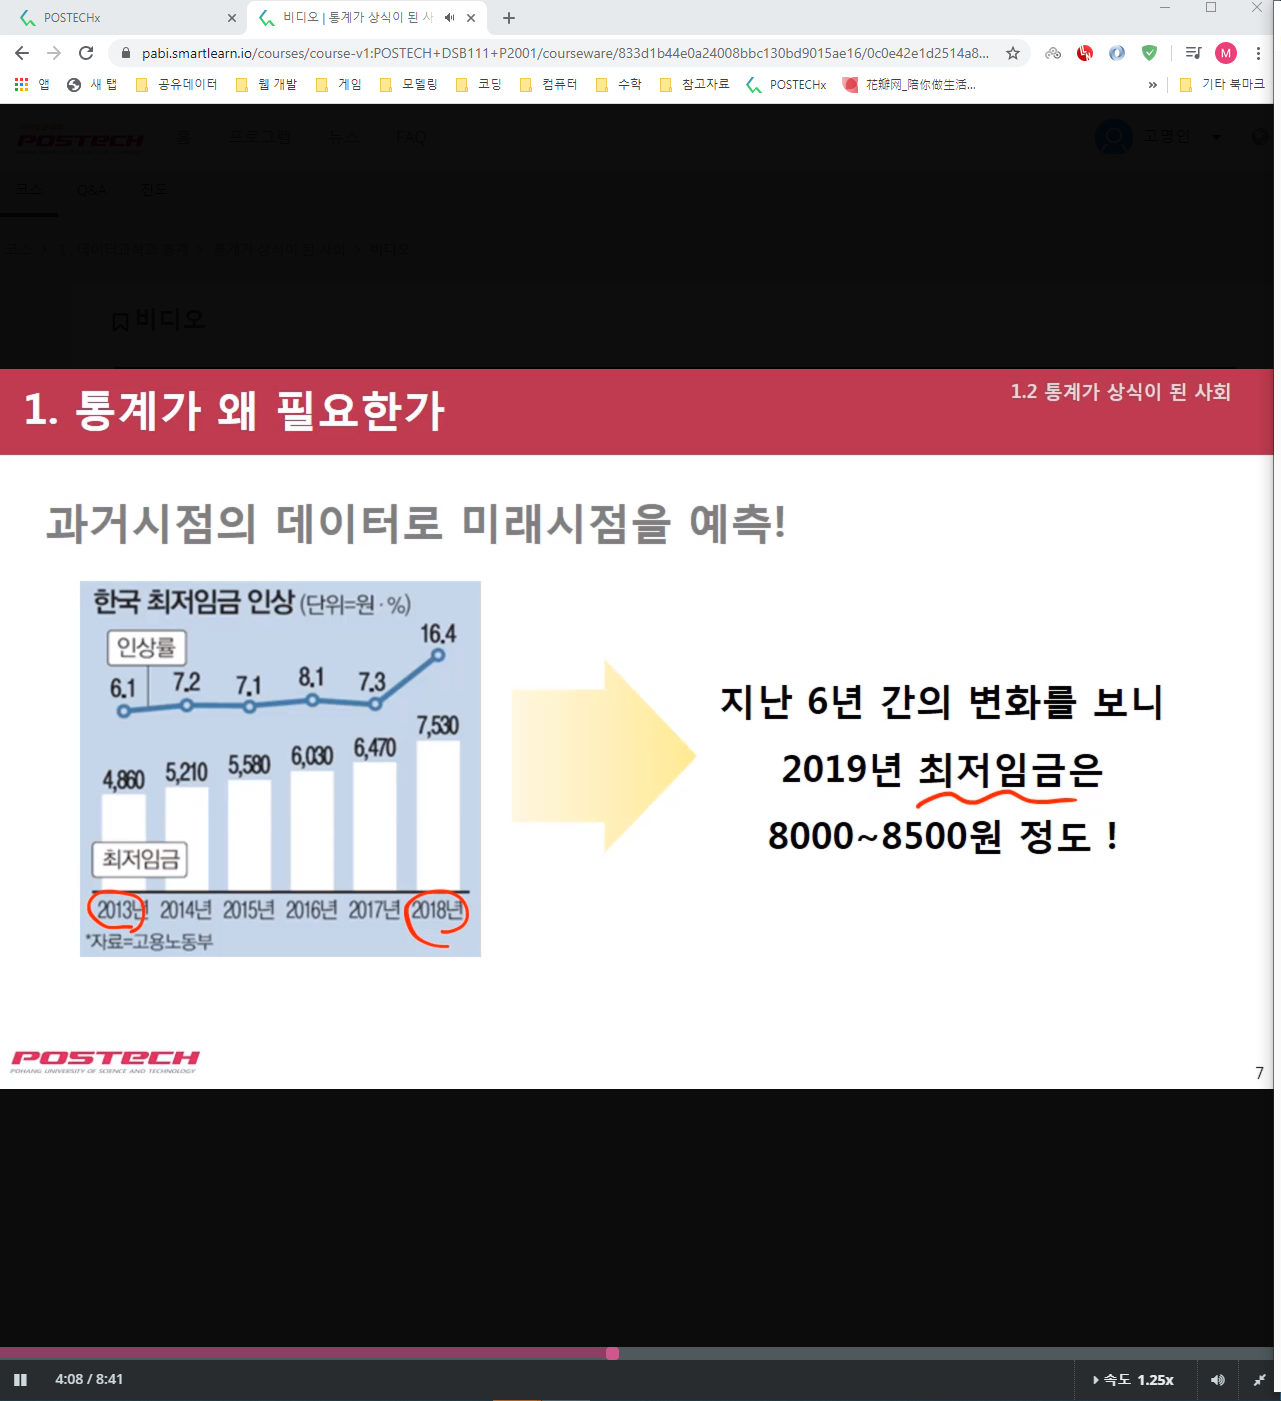 POSTECHx
비디오 | 통계가 상식이 된 사
pabi.smartlearn.io/courses/course-v1:POSTECH+DSB111+P2001/courseware/833d1b44e0a24008bbc130bd9015ae16/0c0e42e1d2514a8...
M
앱 새 탭 공유데이터 웹 개발 게임 모델링 코딩 컴퓨터 수학 참고자료 POSTECHx 花瓣网_陪你做生活... » 기타 북마크
POSTECH 홈 프로그램 뉴스 FAQ 고명진
코스 Q&A 진도
비디오
비디오
1. 통계가 왜 필요한가
1.2 통계가 상식이 된 사회
과거시점의 데이터로 미래시점을 예측!
한국 최저임금 인상 (단위=원·%)
인상률
6.1 7.2 7.1 8.1 7.3 16.4
4,860 5,210 5,580 6,030 6,470 7,530
최저임금
2013년 2014년 2015년 2016년 2017년 2018년
*자료=고용노동부
지난 6년 간의 변화를 보니
2019년 최저임금은
8000~8500원 정도 !
POSTECH
POHANG UNIVERSITY OF SCIENCE AND TECHNOLOGY
7
4:08 / 8:41
속도 1.25x